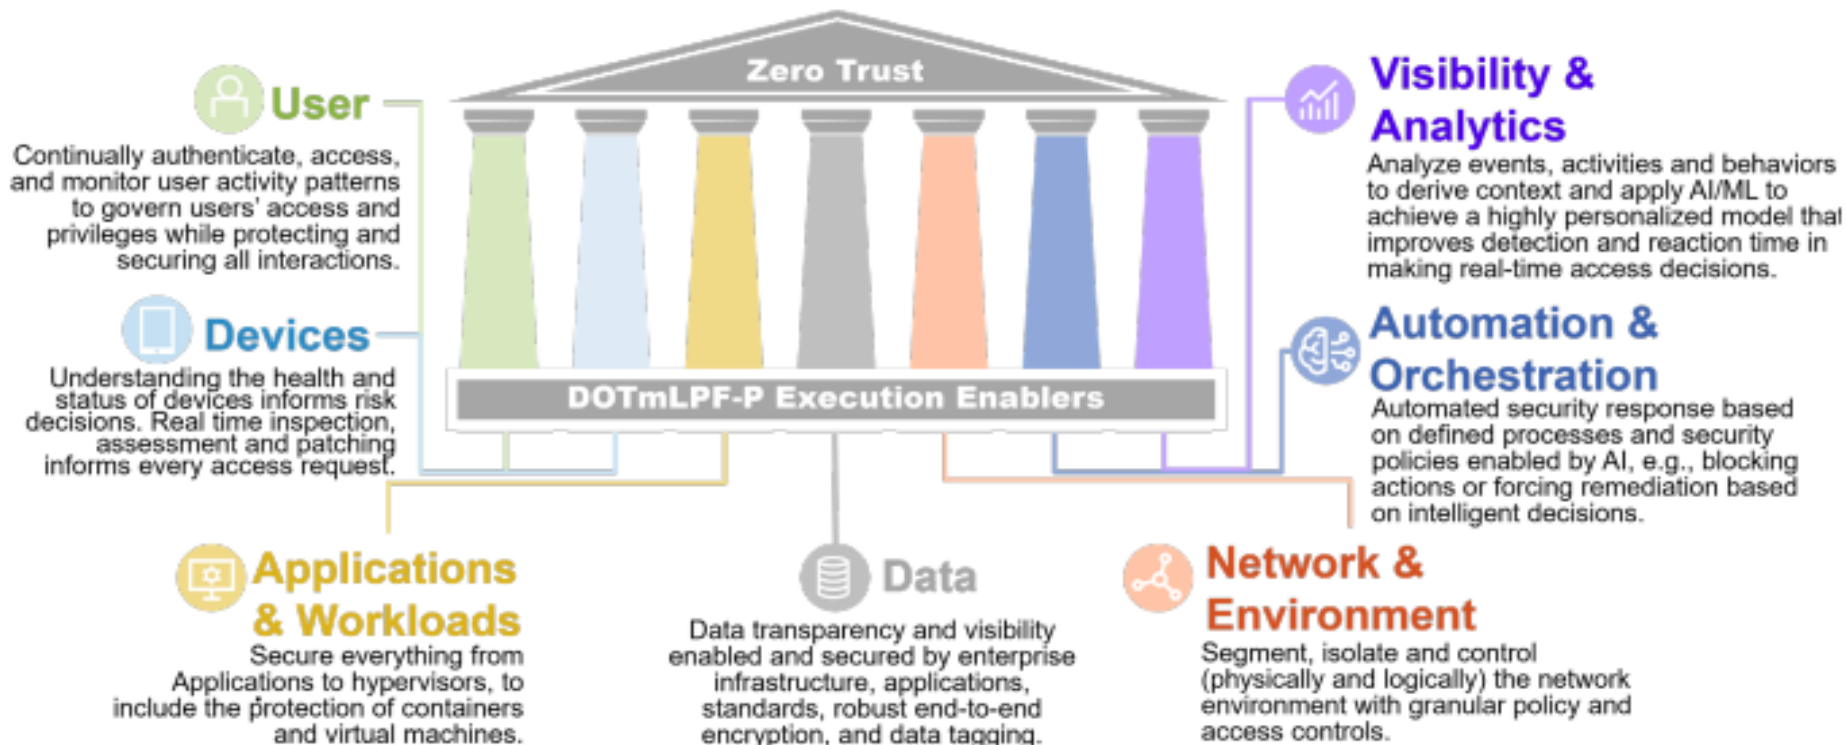 Zero Trust
User
Continually authenticate, access,
and monitor user activity patterns
to govern users' access and
privileges while protecting and
securing all interactions.
Devices
Understanding the health and
status of devices informs risk
decisions. Real time inspection,
assessment and patching
informs every access request.
DOTmLPF-P Execution Enablers
Visibility &
Analytics
Analyze events, activities and behaviors
to derive context and apply AI/ML to
achieve a highly personalized model that
improves detection and reaction time in
making real-time access decisions.
Automation &
Orchestration
Automated security response based
on defined processes and security
policies enabled by AI, e.g., blocking
actions or forcing remediation based
on intelligent decisions.
Applications
& Workloads
Secure everything from
Applications to hypervisors, to
include the protection of containers
and virtual machines.
Data
Data transparency and visibility
enabled and secured by enterprise
infrastructure, applications,
standards, robust end-to-end
encryption, and data tagging.
Network &
Environment
Segment, isolate and control
(physically and logically) the network
environment with granular policy and
access controls.